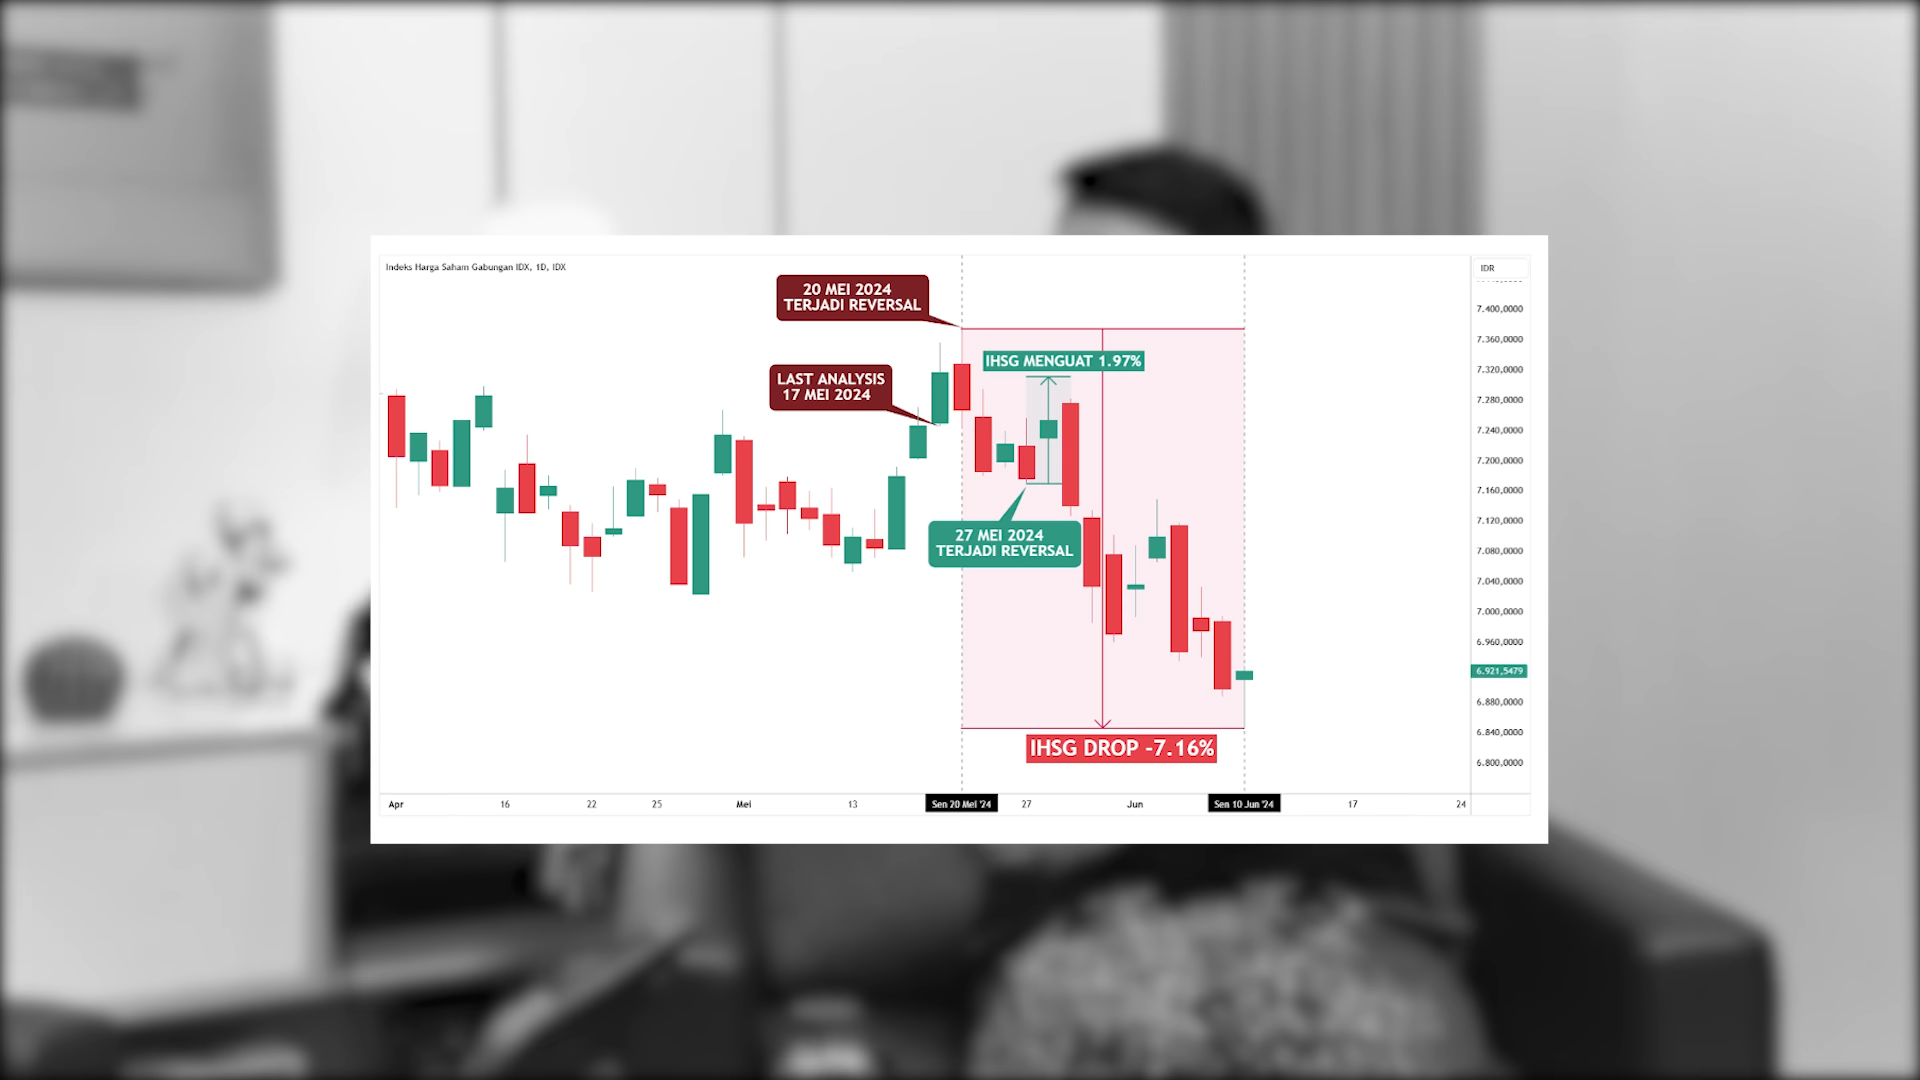 Indeks Harga Saham Gabungan IDX, 1D, IDX
IDR
20 MEI 2024
TERJADI REVERSAL
LAST ANALYSIS
17 MEI 2024
IHSG MENGUAT 1.97%
27 MEI 2024
TERJADI REVERSAL
IHSG DROP -7.16%
7.400,0000
7.360,0000
7.320,0000
7.280,0000
7.240,0000
7.200,0000
7.160,0000
7.120,0000
7.080,0000
7.040,0000
7.000,0000
6.960,0000
6.921,5479
6.880,0000
6.840,0000
6.800,0000
Apr 16 22 25 Mei 13 Sen 20 Mei '24 27 Jun Sen 10 Jun '24 17 24